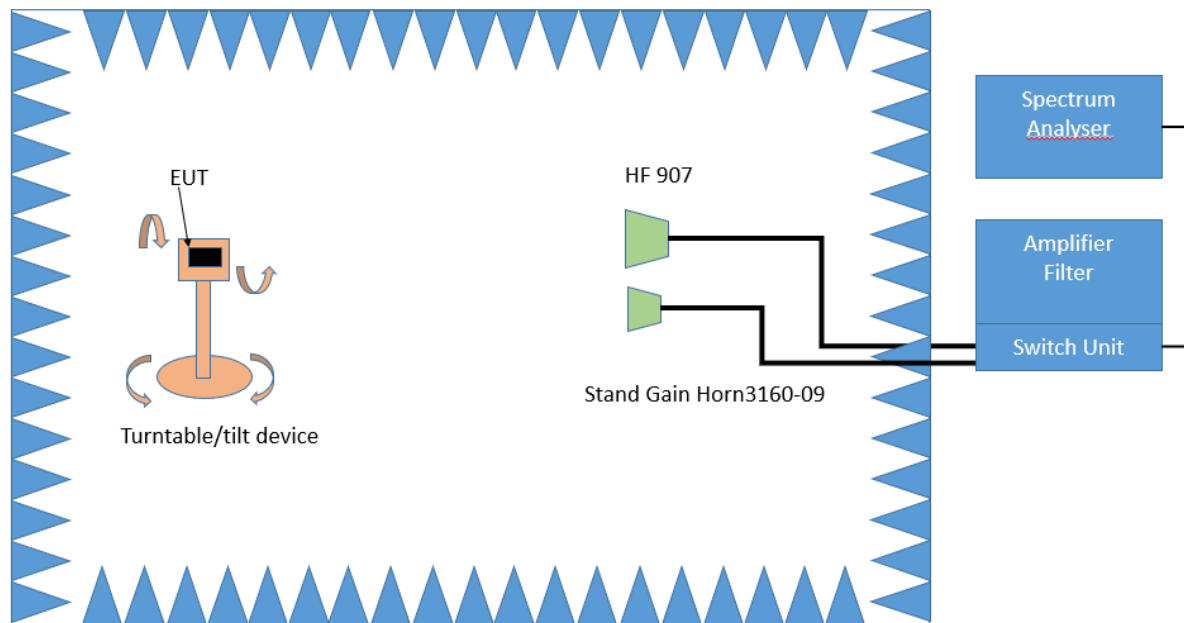 Spectrum
Analyser
EUT
HF 907
Amplifier
Filter
Switch Unit
Stand Gain Horn3160-09
Turntable/tilt device